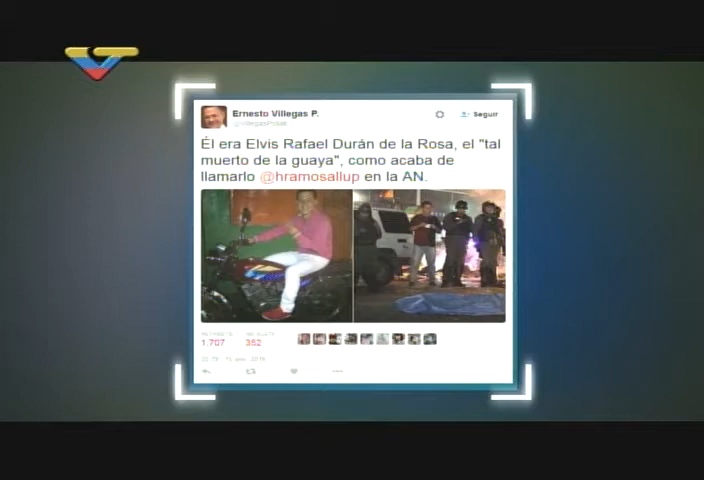 Ernesto Villegas P.
Seguir
Él era Elvis Rafael Durán de la Rosa, el "tal
muerto de la guaya", como acaba de
llamarlo @hramosallup en la AN.
1.707 352